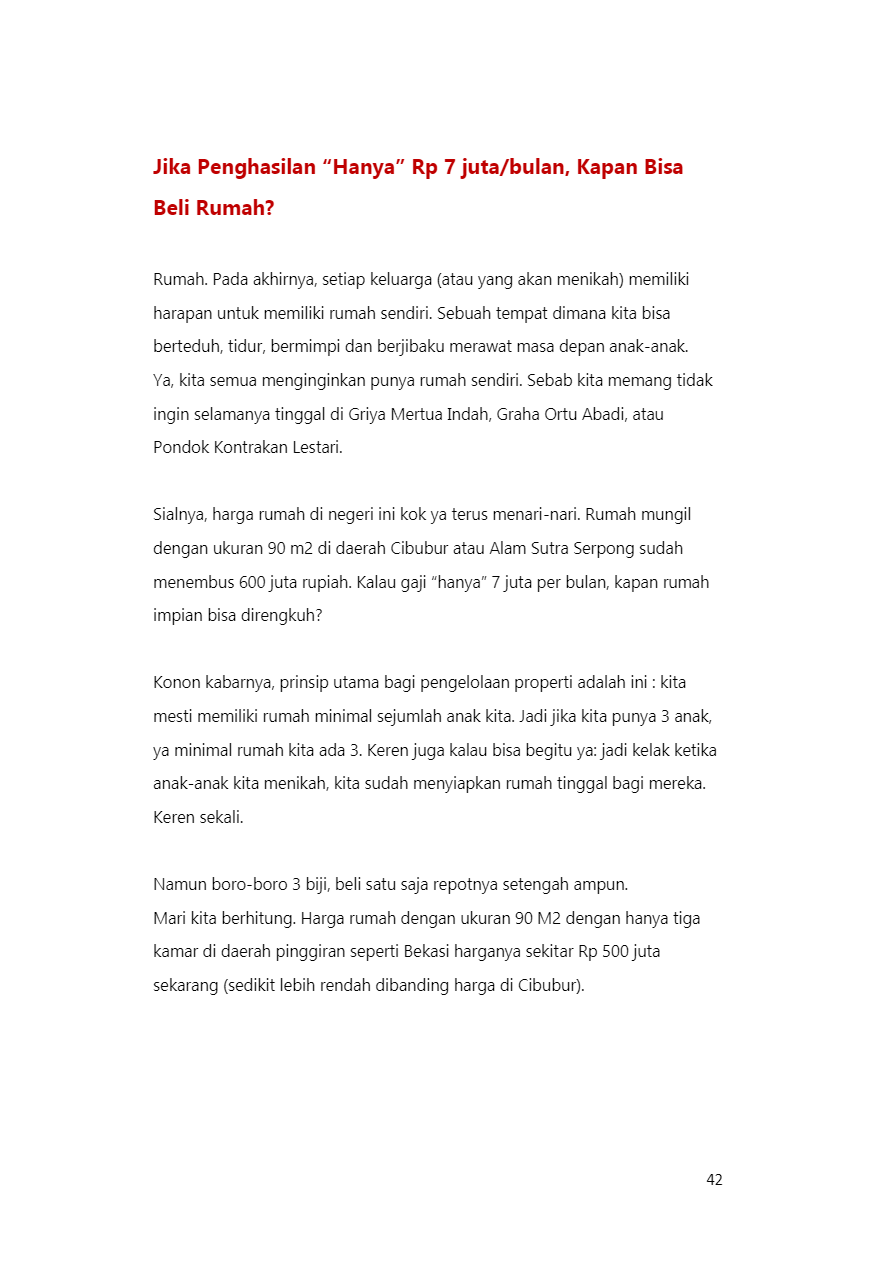 Jika Penghasilan “Hanya” Rp 7 juta/bulan, Kapan Bisa
Beli Rumah?
Rumah. Pada akhirnya, setiap keluarga (atau yang akan menikah) memiliki
harapan untuk memiliki rumah sendiri. Sebuah tempat dimana kita bisa
berteduh, tidur, bermimpi dan berjibaku merawat masa depan anak-anak.
Ya, kita semua menginginkan punya rumah sendiri. Sebab kita memang tidak
ingin selamanya tinggal di Griya Mertua Indah, Graha Ortu Abadi, atau
Pondok Kontrakan Lestari.
Sialnya, harga rumah di negeri ini kok ya terus menari-nari. Rumah mungil
dengan ukuran 90 m2 di daerah Cibubur atau Alam Sutra Serpong sudah
menembus 600 juta rupiah. Kalau gaji “hanya” 7 juta per bulan, kapan rumah
impian bisa direngkuh?
Konon kabarnya, prinsip utama bagi pengelolaan properti adalah ini : kita
mesti memiliki rumah minimal sejumlah anak kita. Jadi jika kita punya 3 anak,
ya minimal rumah kita ada 3. Keren juga kalau bisa begitu ya: jadi kelak ketika
anak-anak kita menikah, kita sudah menyiapkan rumah tinggal bagi mereka.
Keren sekali.
Namun boro-boro 3 biji, beli satu saja repotnya setengah ampun.
Mari kita berhitung. Harga rumah dengan ukuran 90 M2 dengan hanya tiga
kamar di daerah pinggiran seperti Bekasi harganya sekitar Rp 500 juta
sekarang (sedikit lebih rendah dibanding harga di Cibubur).
42